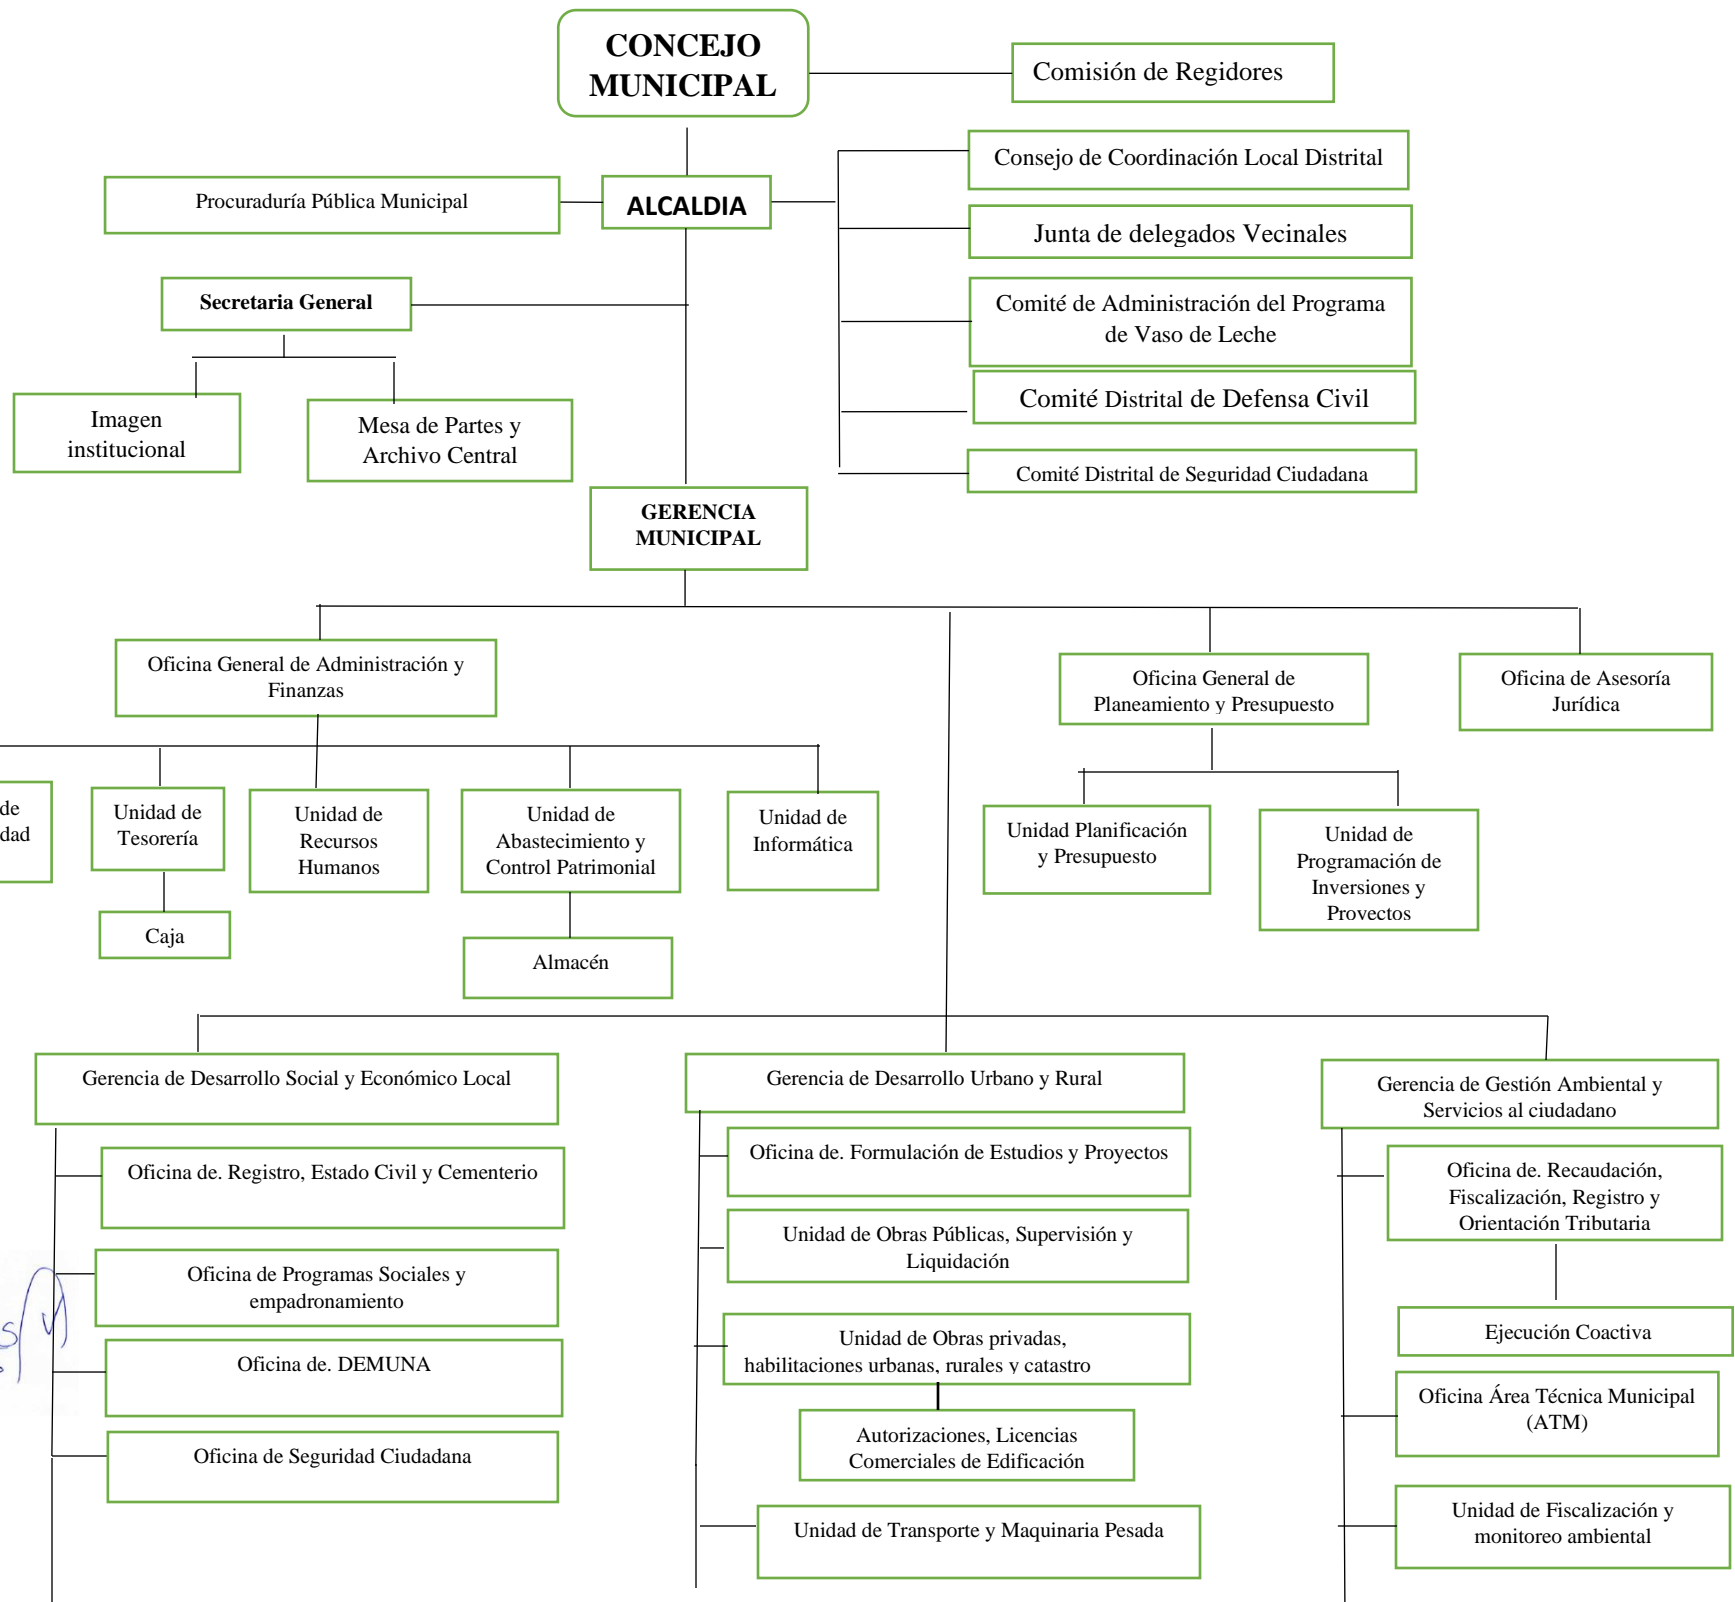 CONCEJO
MUNICIPAL
Comisión de Regidores
Consejo de Coordinación Local Distrital
Procuraduría Pública Municipal
ALCALDIA
Junta de delegados Vecinales
Secretaria General
Comité de Administración del Programa
de Vaso de Leche
Comité Distrital de Defensa Civil
Imagen
institucional
Mesa de Partes y
Archivo Central
Comité Distrital de Seguridad Ciudadana
GERENCIA
MUNICIPAL
Oficina General de Administración y
Finanzas
Oficina General de
Planeamiento y Presupuesto
Oficina de Asesoría
Jurídica
de
dad
Unidad de
Tesorería
Unidad de
Recursos
Humanos
Unidad de
Abastecimiento y
Control Patrimonial
Unidad de
Informática
Unidad Planificación
y Presupuesto
Unidad de
Programación de
Inversiones y
Proyectos
Caja
Almacén
Gerencia de Desarrollo Social y Económico Local
Gerencia de Desarrollo Urbano y Rural
Gerencia de Gestión Ambiental y
Servicios al ciudadano
Oficina de. Registro, Estado Civil y Cementerio
Oficina de Programas Sociales y
empadronamiento
Oficina de. DEMUNA
Oficina de Seguridad Ciudadana
Oficina de. Formulación de Estudios y Proyectos
Unidad de Obras Públicas, Supervisión y
Liquidación
Unidad de Obras privadas,
habilitaciones urbanas, rurales y catastro
Autorizaciones, Licencias
Comerciales de Edificación
Unidad de Transporte y Maquinaria Pesada
Oficina de. Recaudación,
Fiscalización, Registro y
Orientación Tributaria
Ejecución Coactiva
Oficina Área Técnica Municipal
(ATM)
Unidad de Fiscalización y
monitoreo ambiental